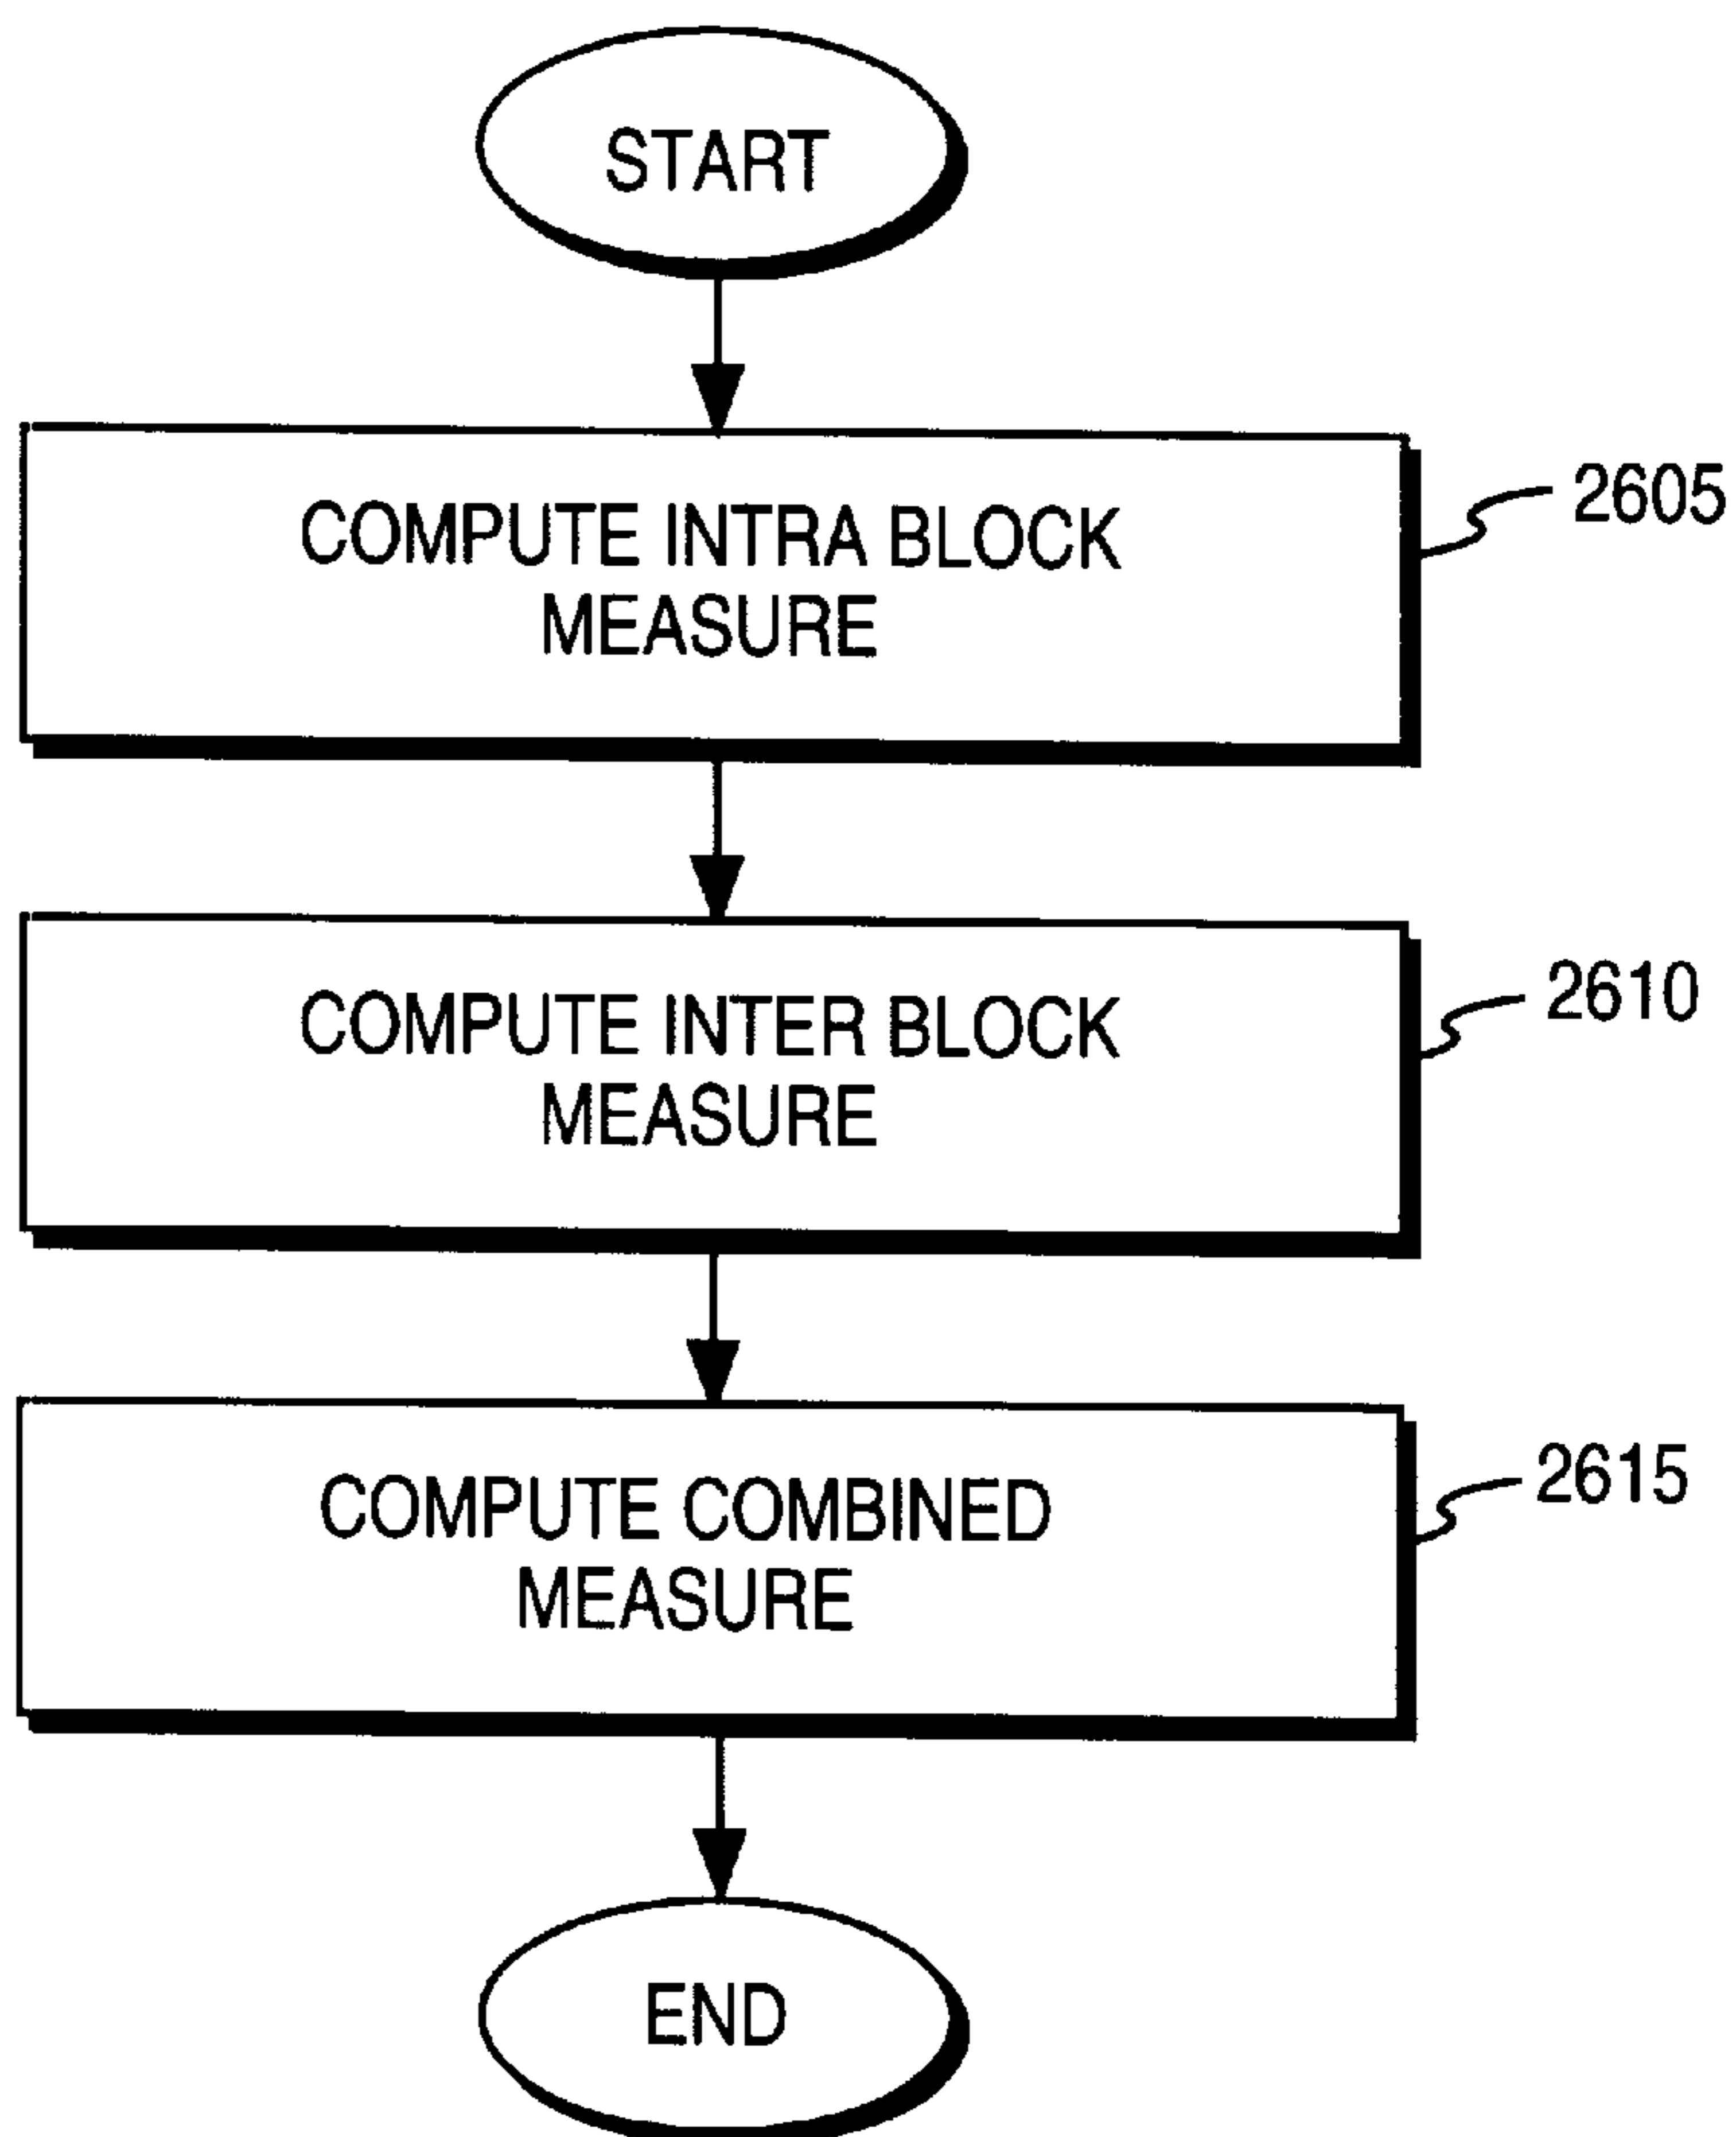 START
COMPUTE INTRA BLOCK
MEASURE
2605
COMPUTE INTER BLOCK
MEASURE
2610
COMPUTE COMBINED
MEASURE
2615
END